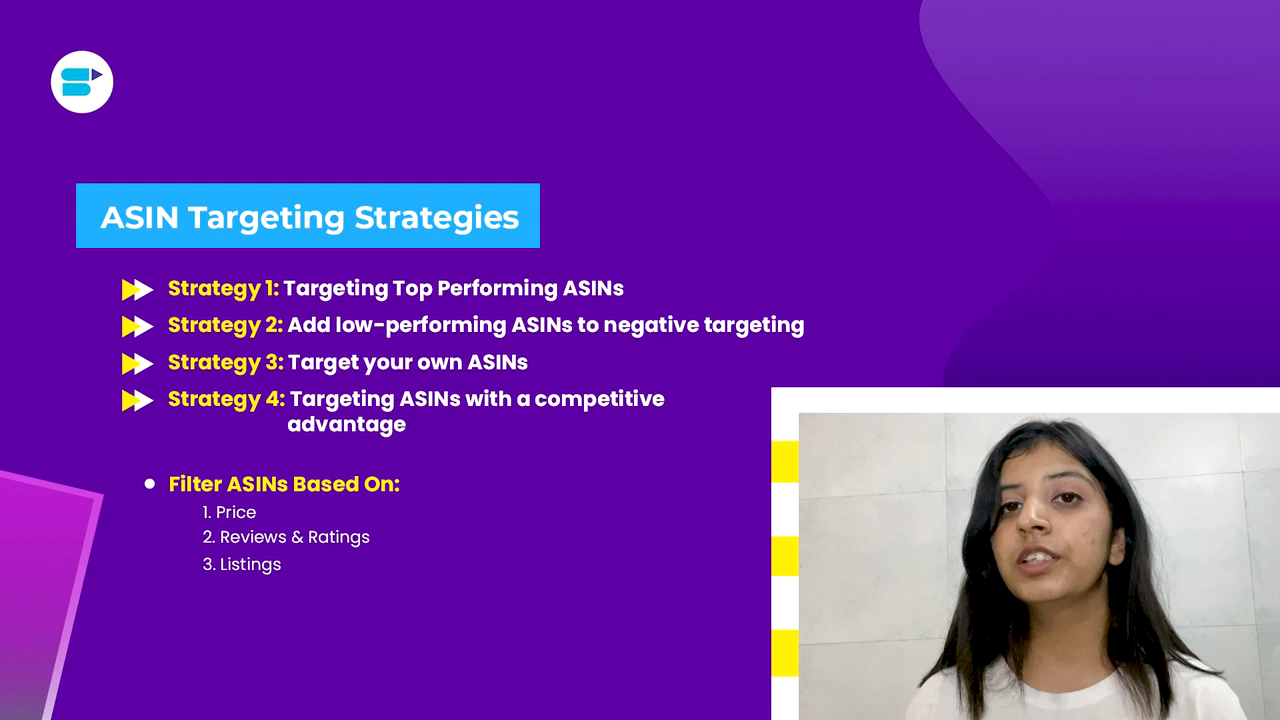 ASIN Targeting Strategies
Strategy 1: Targeting Top Performing ASINs
Strategy 2: Add low-performing ASINs to negative targeting
Strategy 3: Target your own ASINs
Strategy 4: Targeting ASINs with a competitive
advantage
Filter ASINs Based On:
1. Price
2. Reviews & Ratings
3. Listings